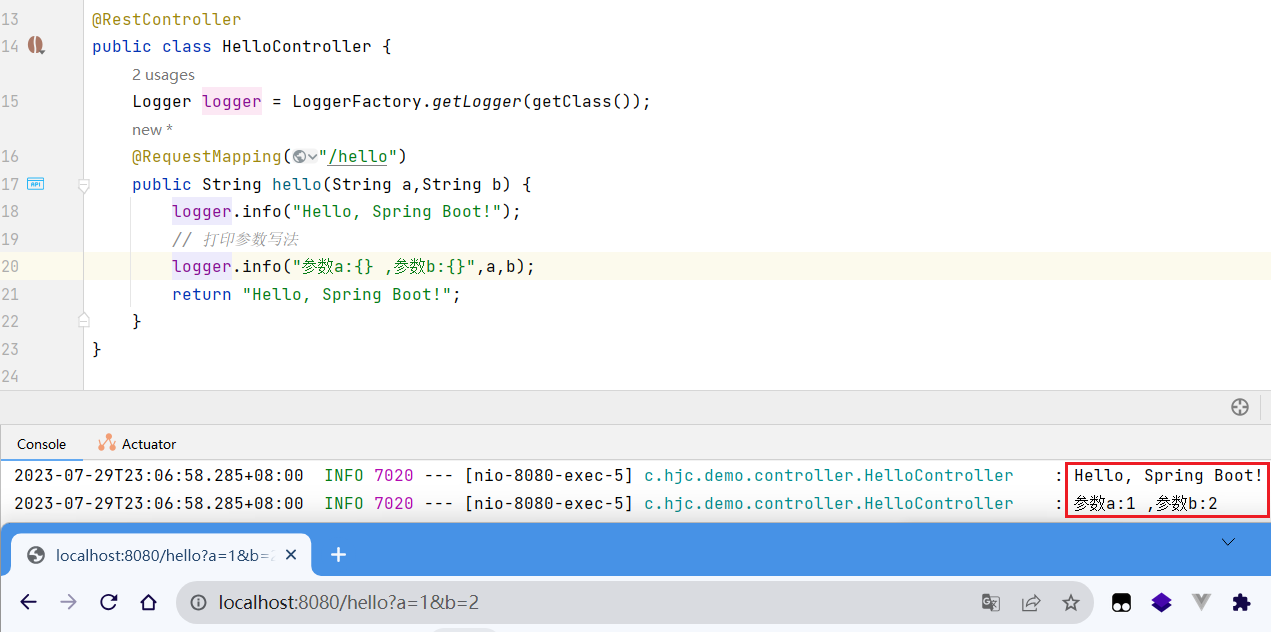 13 @RestController
14 public class HelloController {
2 usages
15 Logger logger = LoggerFactory.getLogger(getClass());
new *
16 @RequestMapping("/hello")
17 API public String hello(String a,String b) {
18 logger.info("Hello, Spring Boot!");
19 // 打印参数写法
20 logger.info("参数a:{} ,参数b:{}",a,b);
21 return "Hello, Spring Boot!";
22 }
23 }
24
Console Actuator
2023-07-29T23:06:58.285+08:00 INFO 7020 --- [nio-8080-exec-5] c.hjc.demo.controller.HelloController : Hello, Spring Boot!
2023-07-29T23:06:58.285+08:00 INFO 7020 --- [nio-8080-exec-5] c.hjc.demo.controller.HelloController : 参数a:1 ,参数b:2
localhost:8080/hello?a=1&b=2
localhost:8080/hello?a=1&b=2